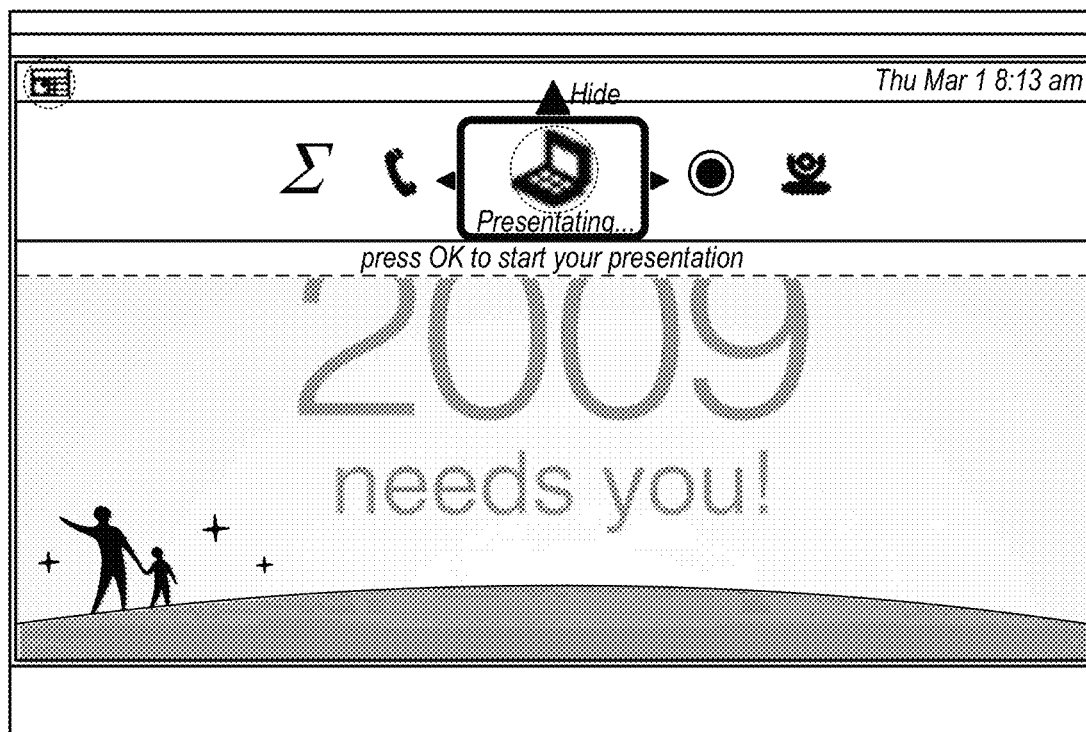 Thu Mar 1 8:13 am
Hide
Σ
Presentating...
press OK to start your presentation
2009
needs you!